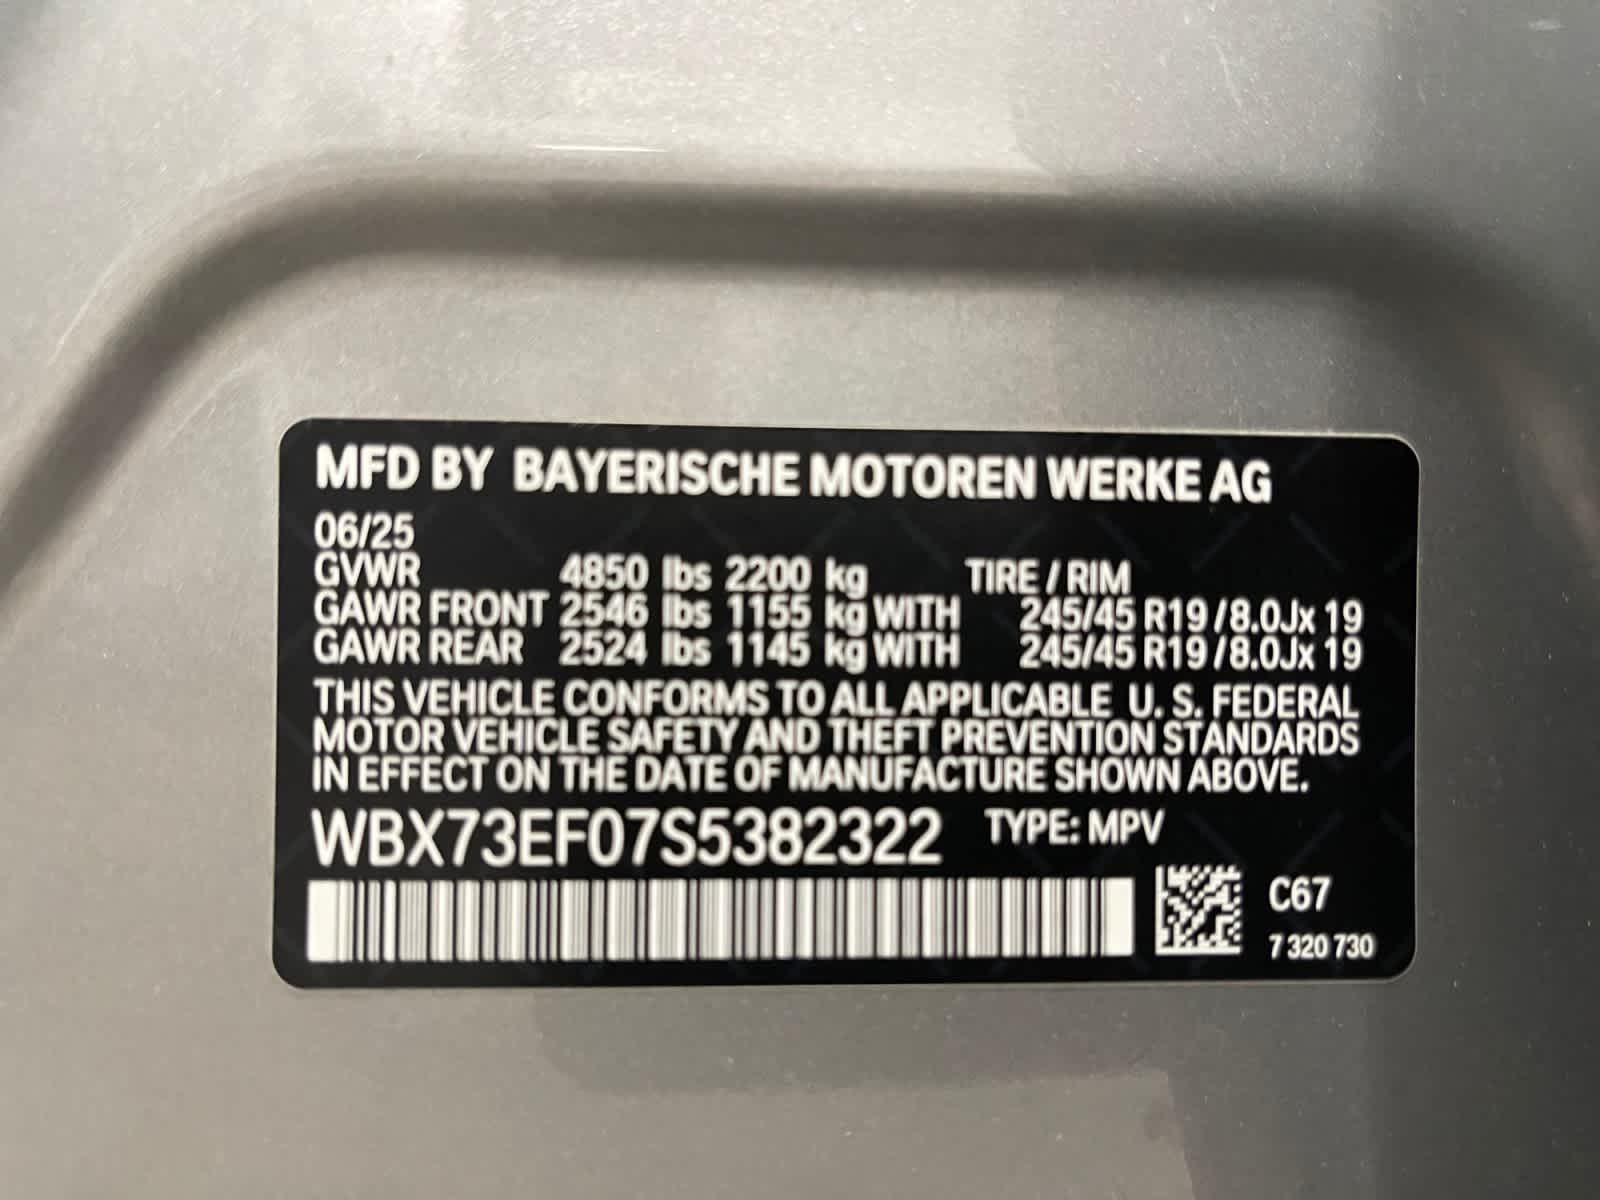 MFD BY BAYERISCHE MOTOREN WERKE AG
06/25
GVWR 4850 lbs 2200 kg TIRE / RIM
GAWR FRONT 2546 lbs 1155 kg WITH 245/45 R19 / 8.0Jx 19
GAWR REAR 2524 lbs 1145 kg WITH 245/45 R19 / 8.0Jx 19
THIS VEHICLE CONFORMS TO ALL APPLICABLE U. S. FEDERAL
MOTOR VEHICLE SAFETY AND THEFT PREVENTION STANDARDS
IN EFFECT ON THE DATE OF MANUFACTURE SHOWN ABOVE.
WBX73EF07S5382322 TYPE: MPV
C67
7 320 730